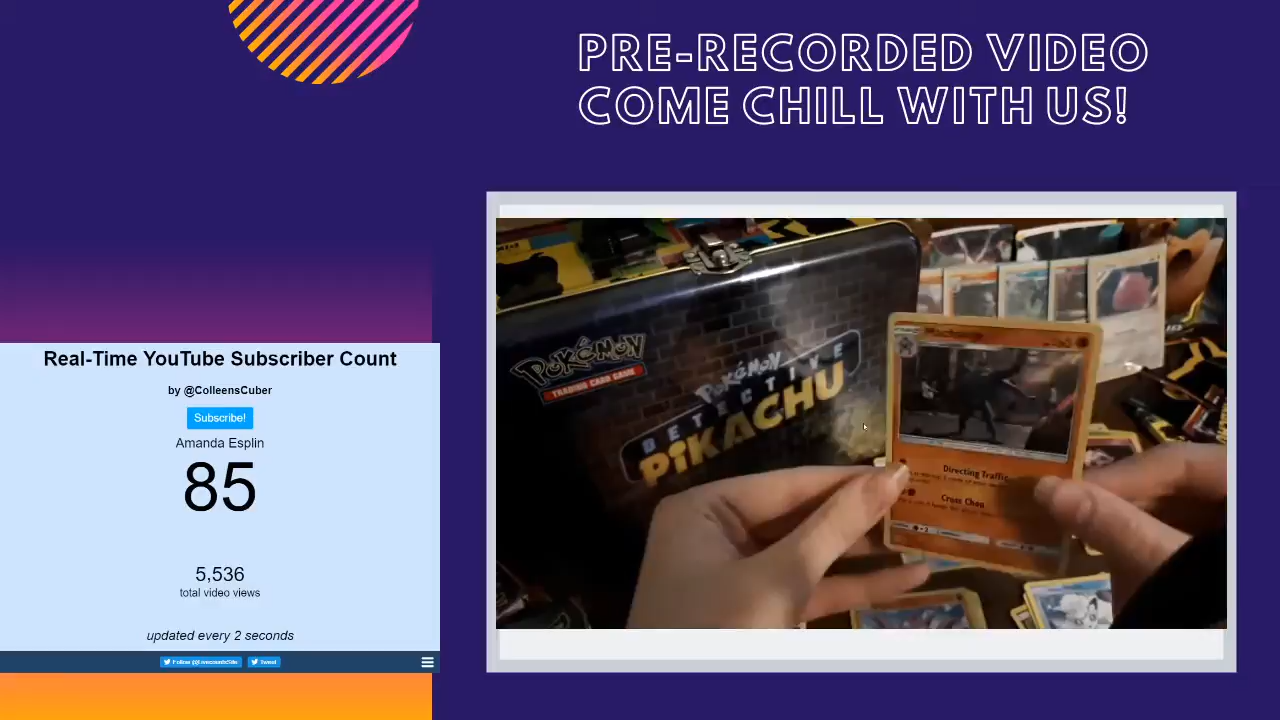 PRE-RECORDED VIDEO
COME CHILL WITH US!
Real-Time YouTube Subscriber Count
by @ColleensCuber
Subscribe!
Amanda Esplin
85
5,536
total video views
updated every 2 seconds
Tweet
POKÉMON
TRADING CARD GAME
POKÉMON
DETECTIVE
PIKACHU
Directing Traffic
Cross Chop